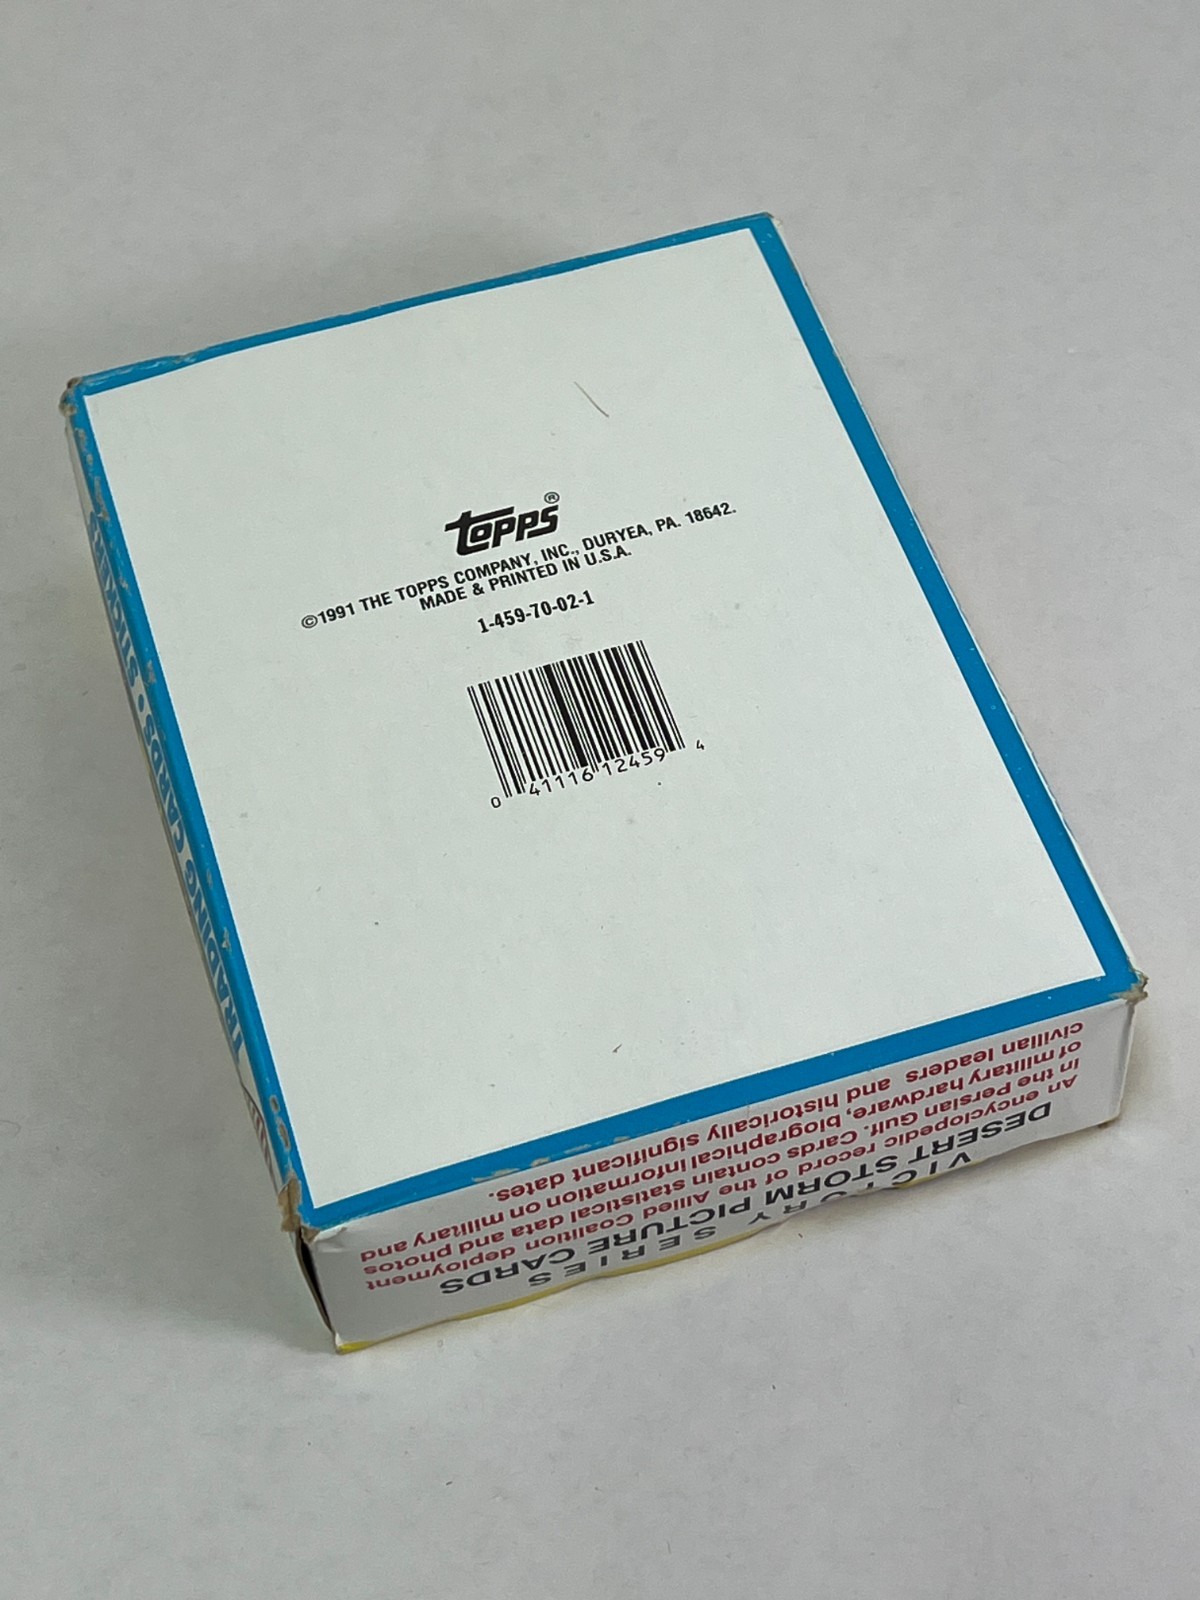 TOPPS®
©1991 THE TOPPS COMPANY, INC., DURYEA, PA. 18642.
MADE & PRINTED IN U.S.A.
1-459-70-02-1
0 41116 12459 4
TRADING CARDS • STICKERS
VICTORY SERIES
DESERT STORM PICTURE CARDS
An encyclopedic record of the Allied Coalition deployment
in the Persian Gulf. Cards contain statistical data and photos
of military hardware, biographical information on military and
civilian leaders and historically significant dates.